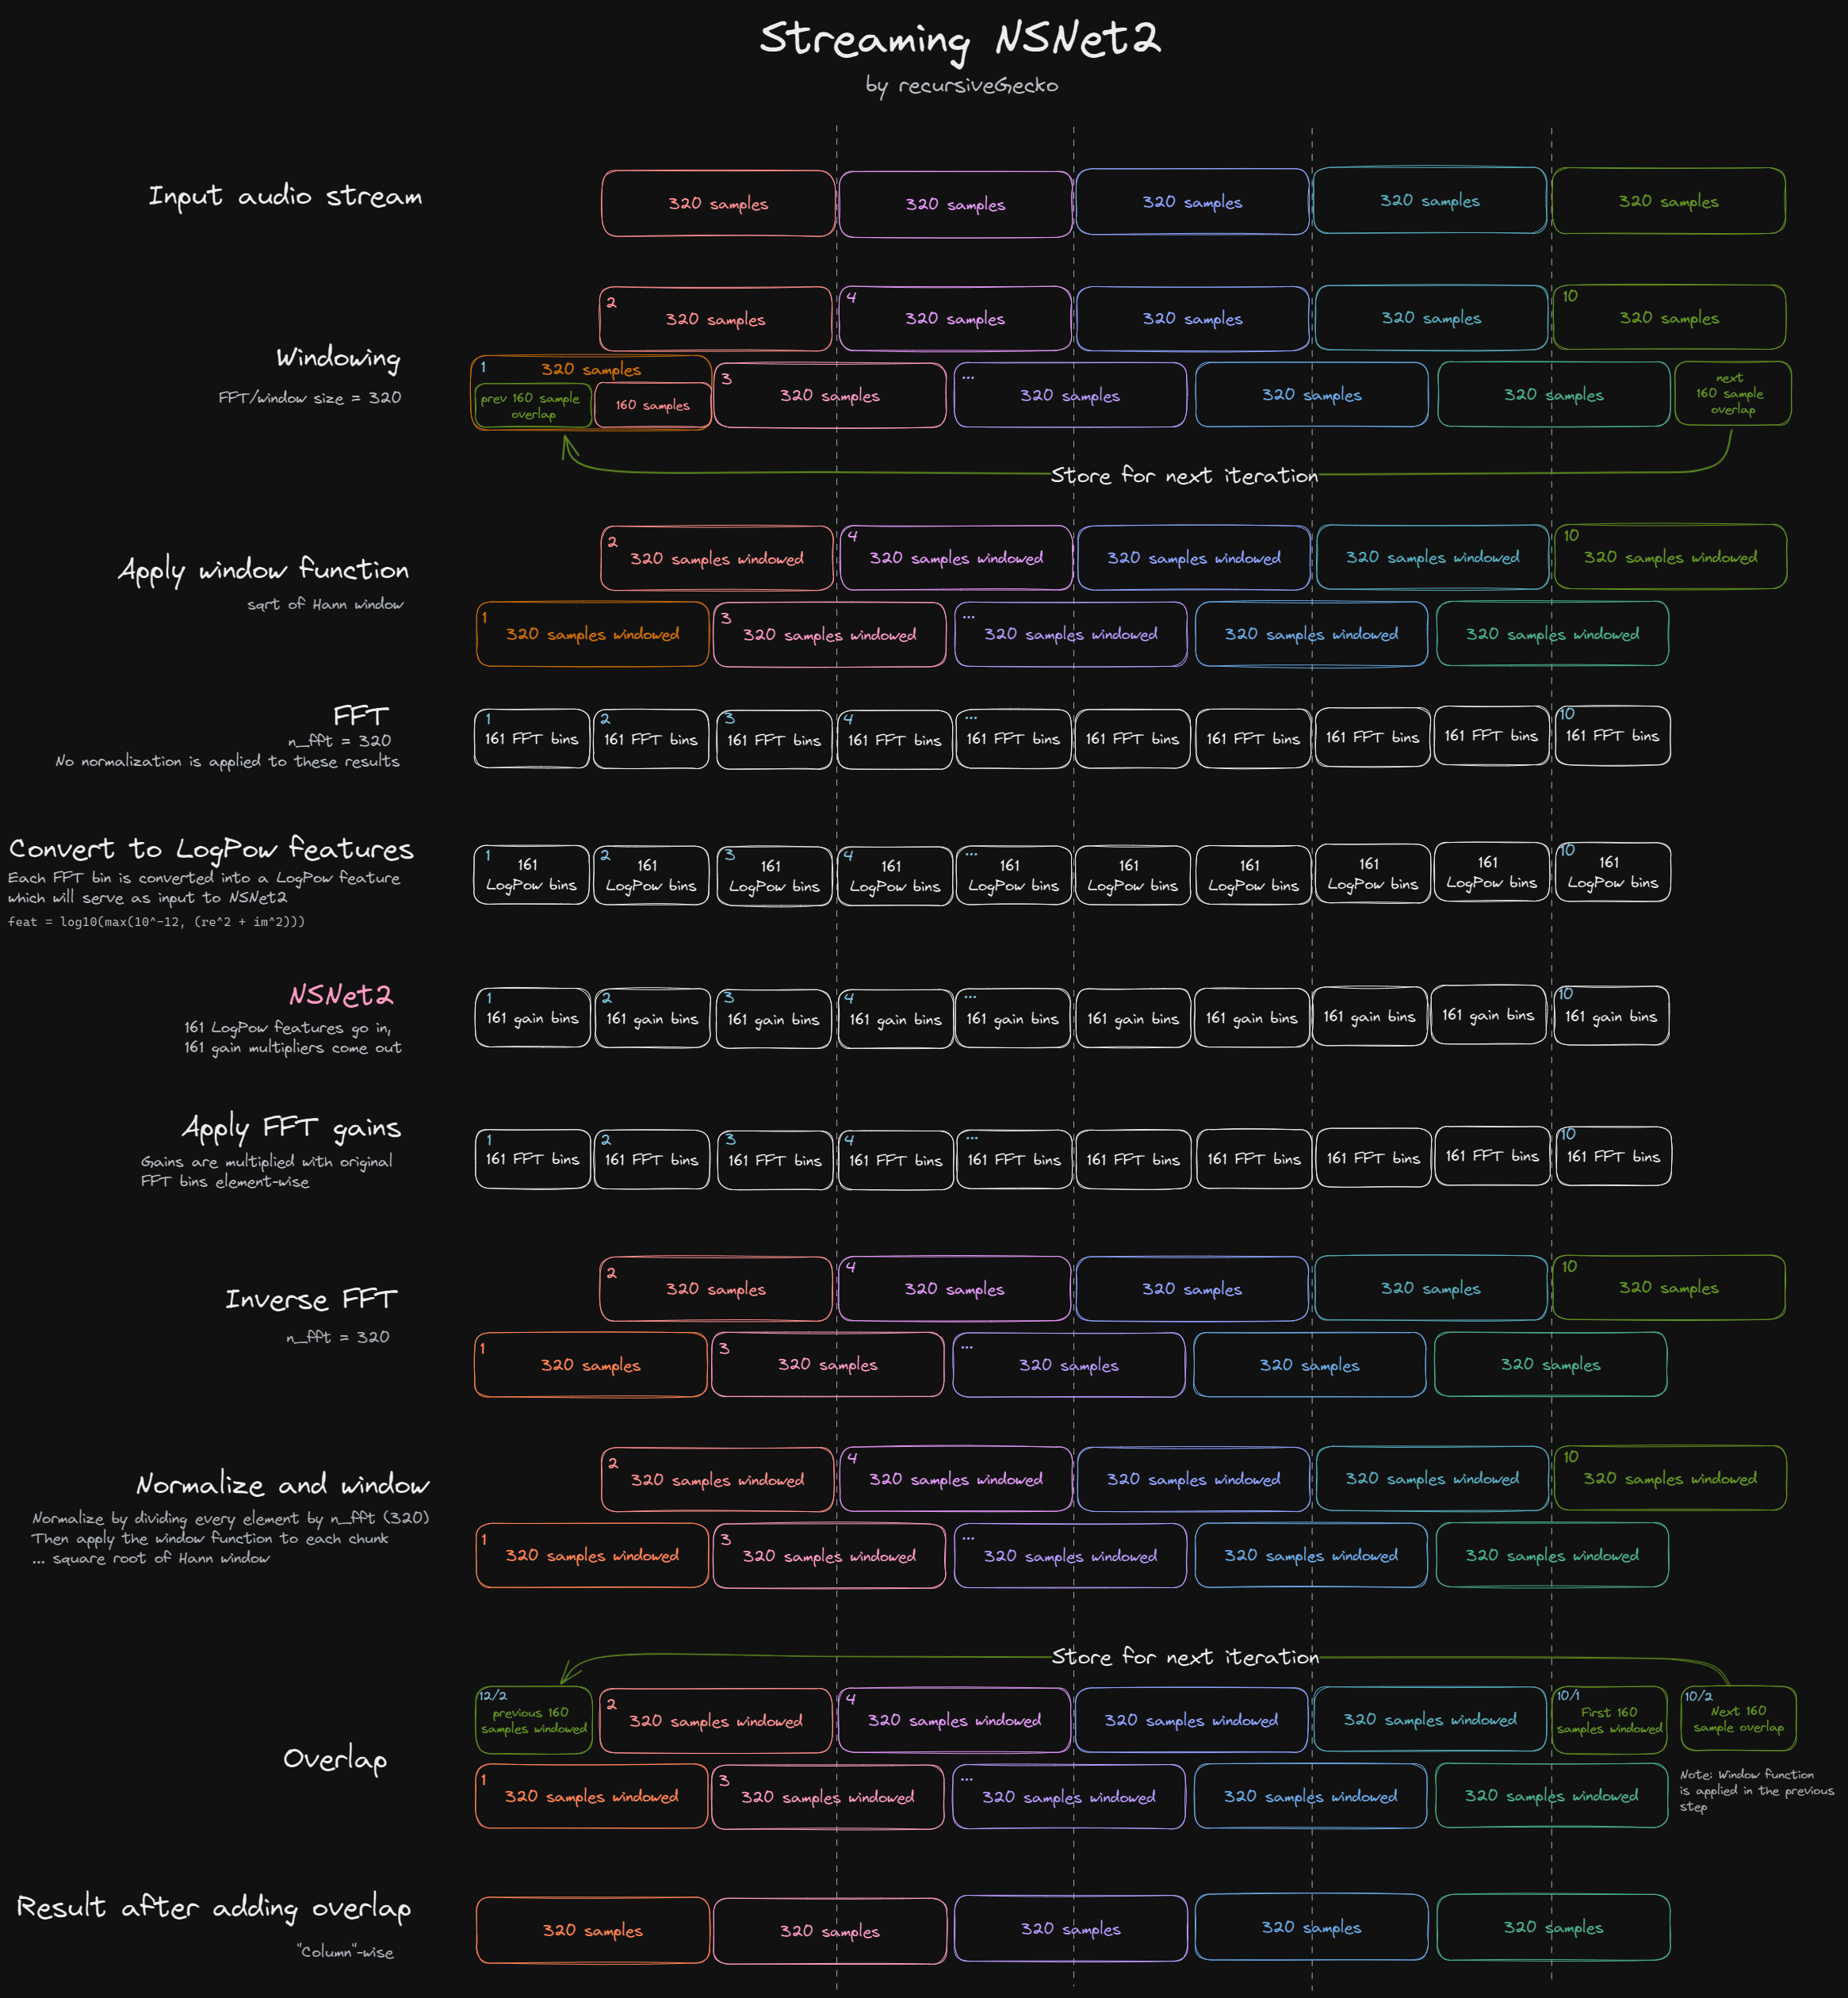 Streaming NSNet2
by recursiveGecko
Input audio stream
320 samples
320 samples
320 samples
320 samples
320 samples
Windowing
FFT/window size = 320
2
320 samples
4
320 samples
320 samples
320 samples
10
320 samples
1
320 samples
prev 160 sample
overlap
160 samples
3
320 samples
...
320 samples
320 samples
320 samples
next
160 sample
overlap
Store for next iteration
Apply window function
sqrt of Hann window
2
320 samples windowed
4
320 samples windowed
320 samples windowed
320 samples windowed
10
320 samples windowed
1
320 samples windowed
3
320 samples windowed
...
320 samples windowed
320 samples windowed
320 samples windowed
FFT
n_fft = 320
No normalization is applied to these results
1
161 FFT bins
2
161 FFT bins
3
161 FFT bins
4
161 FFT bins
...
161 FFT bins
161 FFT bins
161 FFT bins
161 FFT bins
161 FFT bins
10
161 FFT bins
Convert to LogPow features
Each FFT bin is converted into a LogPow feature
which will serve as input to NSNet2
feat = log10(max(10^-12, (re^2 + im^2)))
1
161
LogPow bins
2
161
LogPow bins
3
161
LogPow bins
4
161
LogPow bins
...
161
LogPow bins
161
LogPow bins
161
LogPow bins
161
LogPow bins
161
LogPow bins
10
161
LogPow bins
NSNet2
161 LogPow features go in,
161 gain multipliers come out
1
161 gain bins
2
161 gain bins
3
161 gain bins
4
161 gain bins
...
161 gain bins
161 gain bins
161 gain bins
161 gain bins
161 gain bins
10
161 gain bins
Apply FFT gains
Gains are multiplied with original
FFT bins element-wise
1
161 FFT bins
2
161 FFT bins
3
161 FFT bins
4
161 FFT bins
...
161 FFT bins
161 FFT bins
161 FFT bins
161 FFT bins
161 FFT bins
10
161 FFT bins
Inverse FFT
n_fft = 320
2
320 samples
4
320 samples
320 samples
320 samples
10
320 samples
1
320 samples
3
320 samples
...
320 samples
320 samples
320 samples
Normalize and window
Normalize by dividing every element by n_fft (320)
Then apply the window function to each chunk
... square root of Hann window
2
320 samples windowed
4
320 samples windowed
320 samples windowed
320 samples windowed
10
320 samples windowed
1
320 samples windowed
3
320 samples windowed
...
320 samples windowed
320 samples windowed
320 samples windowed
Store for next iteration
Overlap
12/2
previous 160
samples windowed
2
320 samples windowed
4
320 samples windowed
320 samples windowed
320 samples windowed
10/1
First 160
samples windowed
10/2
Next 160
sample overlap
1
320 samples windowed
3
320 samples windowed
...
320 samples windowed
320 samples windowed
320 samples windowed
Note: Window function
is applied in the previous
step
Result after adding overlap
"Column"-wise
320 samples
320 samples
320 samples
320 samples
320 samples